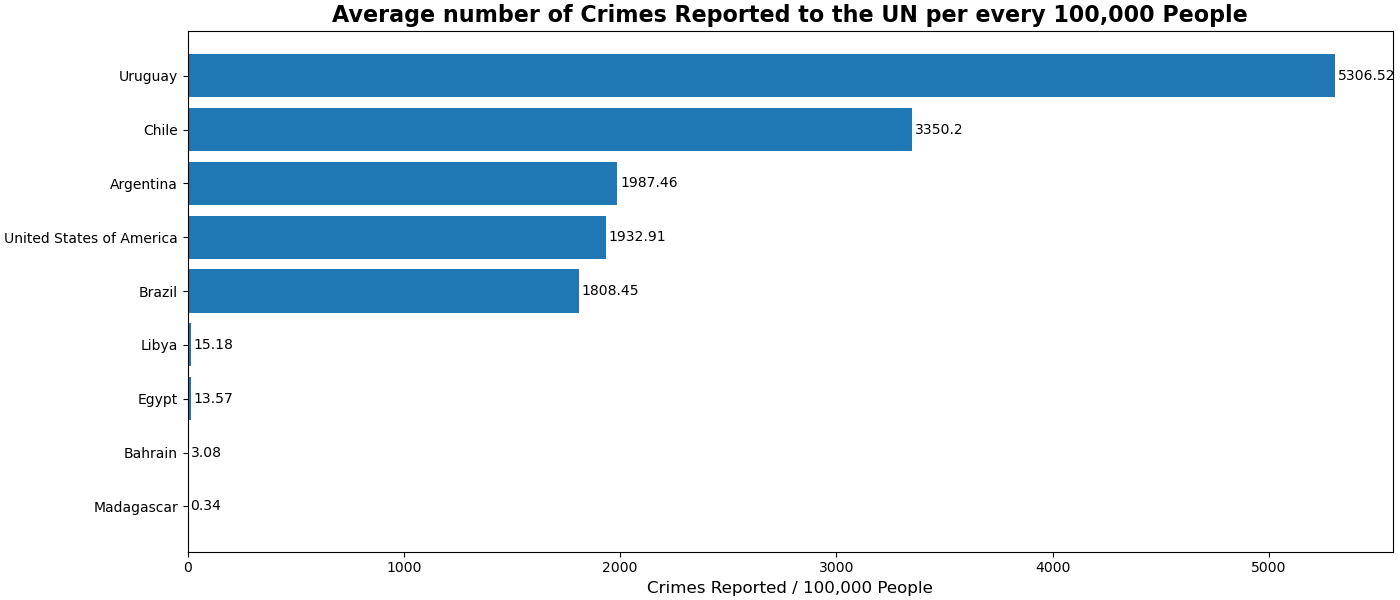 Average number of Crimes Reported to the UN per every 100,000 People
Uruguay 5306.52
Chile 3350.2
Argentina 1987.46
United States of America 1932.91
Brazil 1808.45
Libya 15.18
Egypt 13.57
Bahrain 3.08
Madagascar 0.34
0 1000 2000 3000 4000 5000
Crimes Reported / 100,000 People